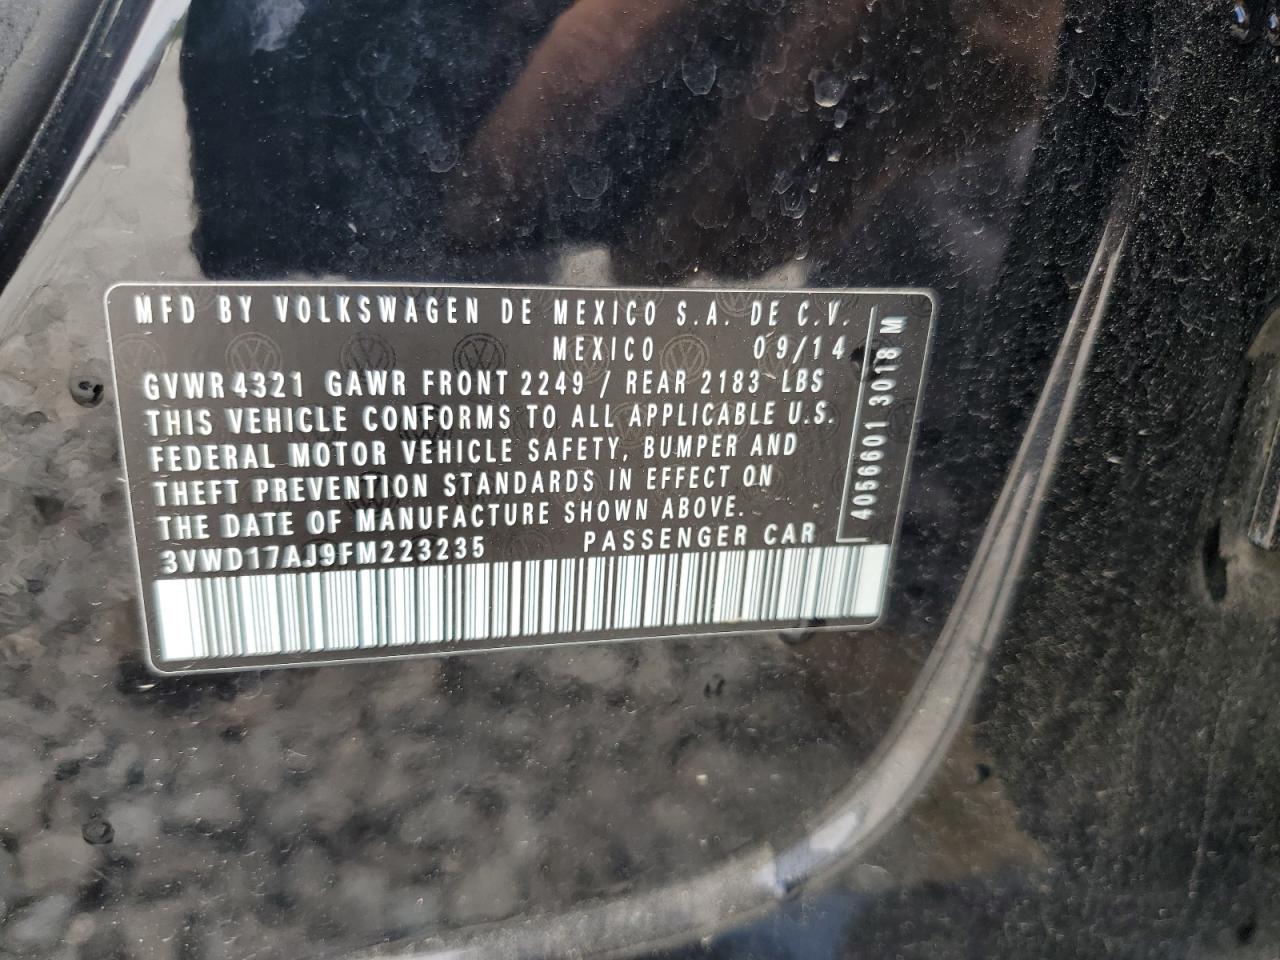 MFD BY VOLKSWAGEN DE MEXICO S.A. DE C.V.
MEXICO 09/14
GVWR 4321 GAWR FRONT 2249 / REAR 2183 LBS
THIS VEHICLE CONFORMS TO ALL APPLICABLE U.S.
FEDERAL MOTOR VEHICLE SAFETY, BUMPER AND
THEFT PREVENTION STANDARDS IN EFFECT ON
THE DATE OF MANUFACTURE SHOWN ABOVE.
3VWD17AJ9FM223235 PASSENGER CAR
4056601 3018 M